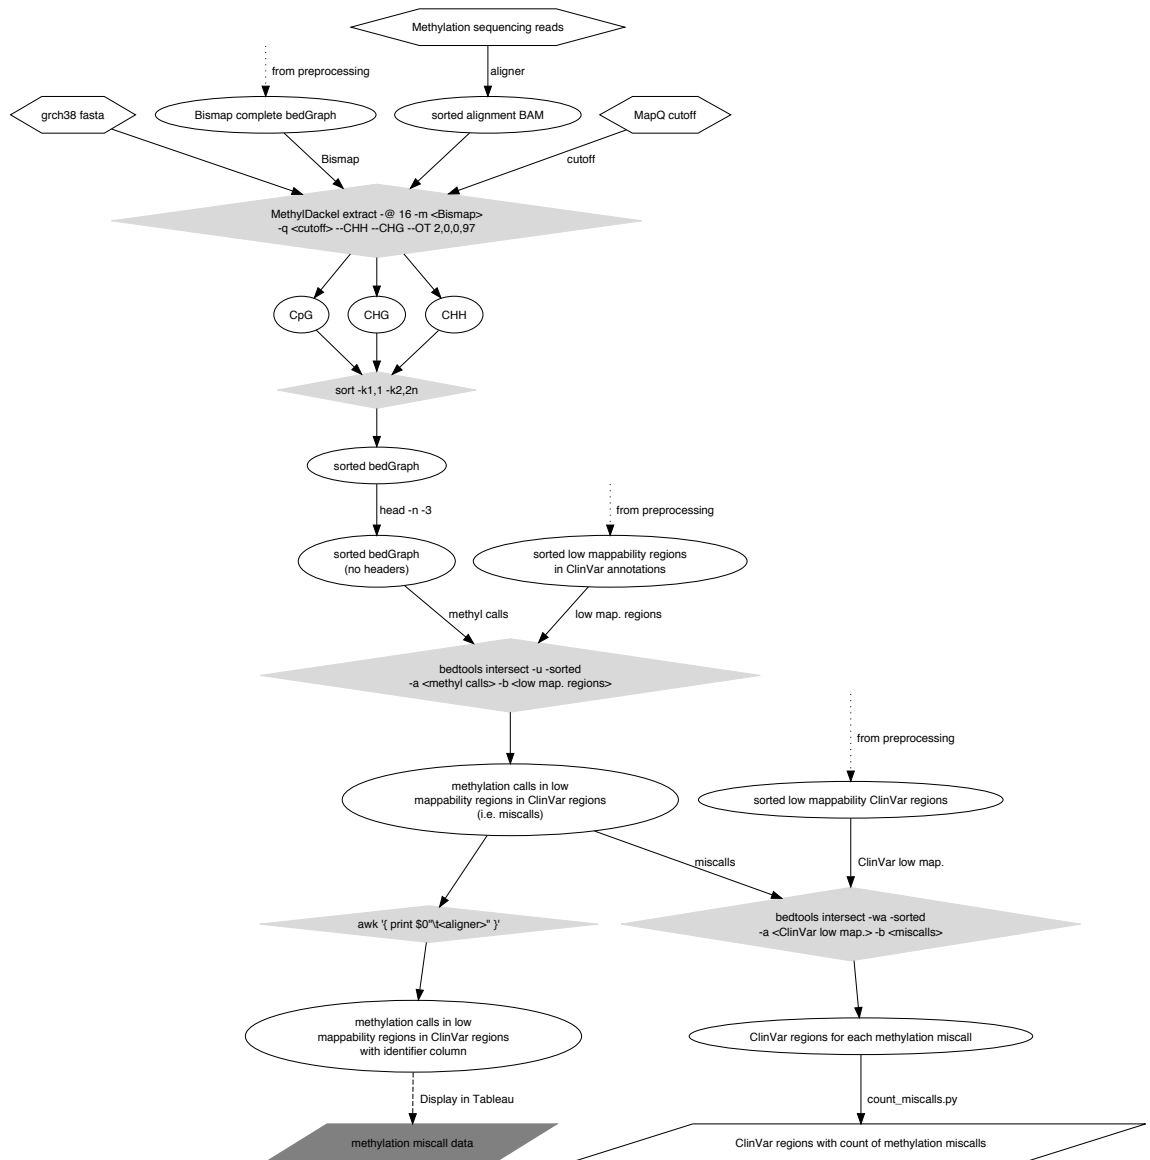 Methylation sequencing reads
from preprocessing
aligner
grch38 fasta
Bismap complete bedGraph
sorted alignment BAM
MapQ cutoff
Bismap
cutoff
MethylDackel extract -@ 16 -m <Bismap>
-q <cutoff> --CHH --CHG --OT 2,0,0,97
CpG
CHG
CHH
sort -k1,1 -k2,2n
sorted bedGraph
head -n -3
from preprocessing
sorted bedGraph
(no headers)
sorted low mappability regions
in ClinVar annotations
methyl calls
low map. regions
bedtools intersect -u -sorted
-a <methyl calls> -b <low map. regions>
from preprocessing
methylation calls in low
mappability regions in ClinVar regions
(i.e. miscalls)
sorted low mappability ClinVar regions
miscalls
ClinVar low map.
awk '{ print $0"\t<aligner>" }'
bedtools intersect -wa -sorted
-a <ClinVar low map.> -b <miscalls>
methylation calls in low
mappability regions in ClinVar regions
with identifier column
ClinVar regions for each methylation miscall
Display in Tableau
count_miscalls.py
methylation miscall data
ClinVar regions with count of methylation miscalls